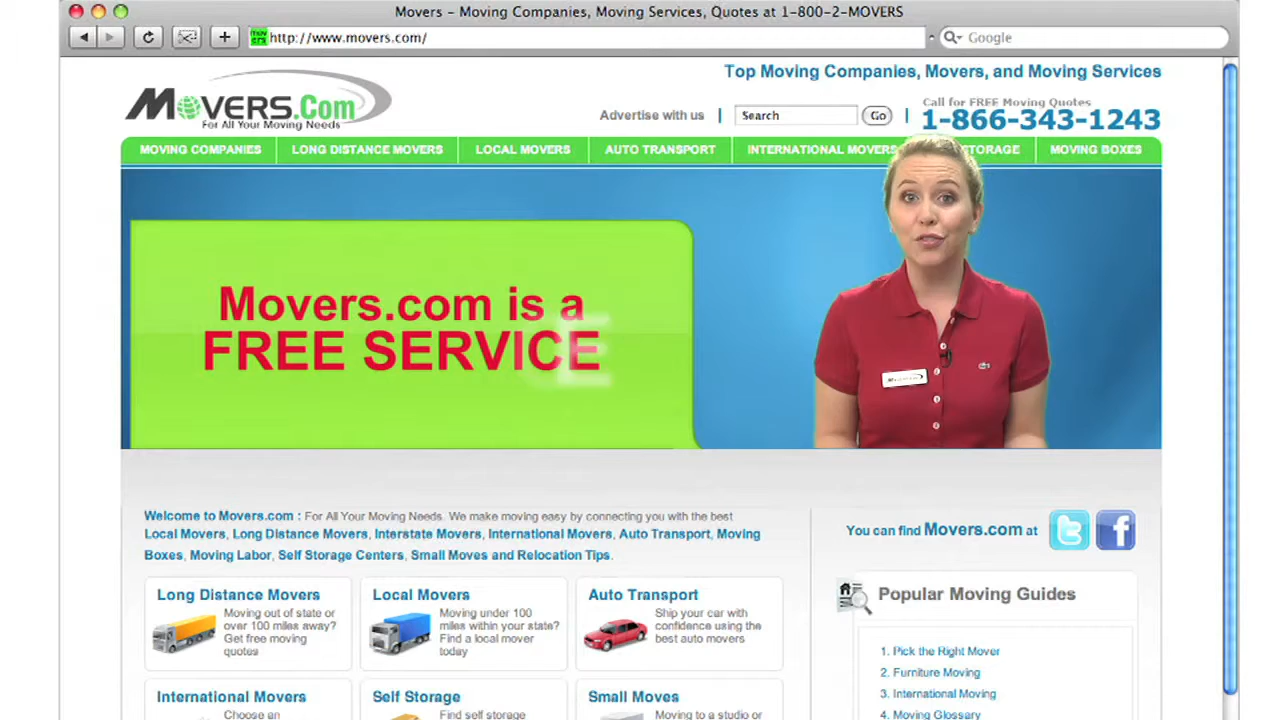 Movers – Moving Companies, Moving Services, Quotes at 1-800-2-MOVERS
http://www.movers.com/
Google
Top Moving Companies, Movers, and Moving Services
MOVERS.Com
For All Your Moving Needs
Advertise with us
Search
Go
Call for FREE Moving Quotes
1-866-343-1243
MOVING COMPANIES
LONG DISTANCE MOVERS
LOCAL MOVERS
AUTO TRANSPORT
INTERNATIONAL MOVERS
STORAGE
MOVING BOXES
Movers.com is a
FREE SERVICE
Welcome to Movers.com : For All Your Moving Needs. We make moving easy by connecting you with the best
Local Movers, Long Distance Movers, Interstate Movers, International Movers, Auto Transport, Moving
Boxes, Moving Labor, Self Storage Centers, Small Moves and Relocation Tips.
You can find Movers.com at
Long Distance Movers
Moving out of state or
over 100 miles away?
Get free moving
quotes
Local Movers
Moving under 100
miles within your state?
Find a local mover
today
Auto Transport
Ship your car with
confidence using the
best auto movers
Popular Moving Guides
1. Pick the Right Mover
2. Furniture Moving
3. International Moving
4. Moving Glossary
International Movers
Choose an
Self Storage
Find self storage
Small Moves
Moving to a studio or